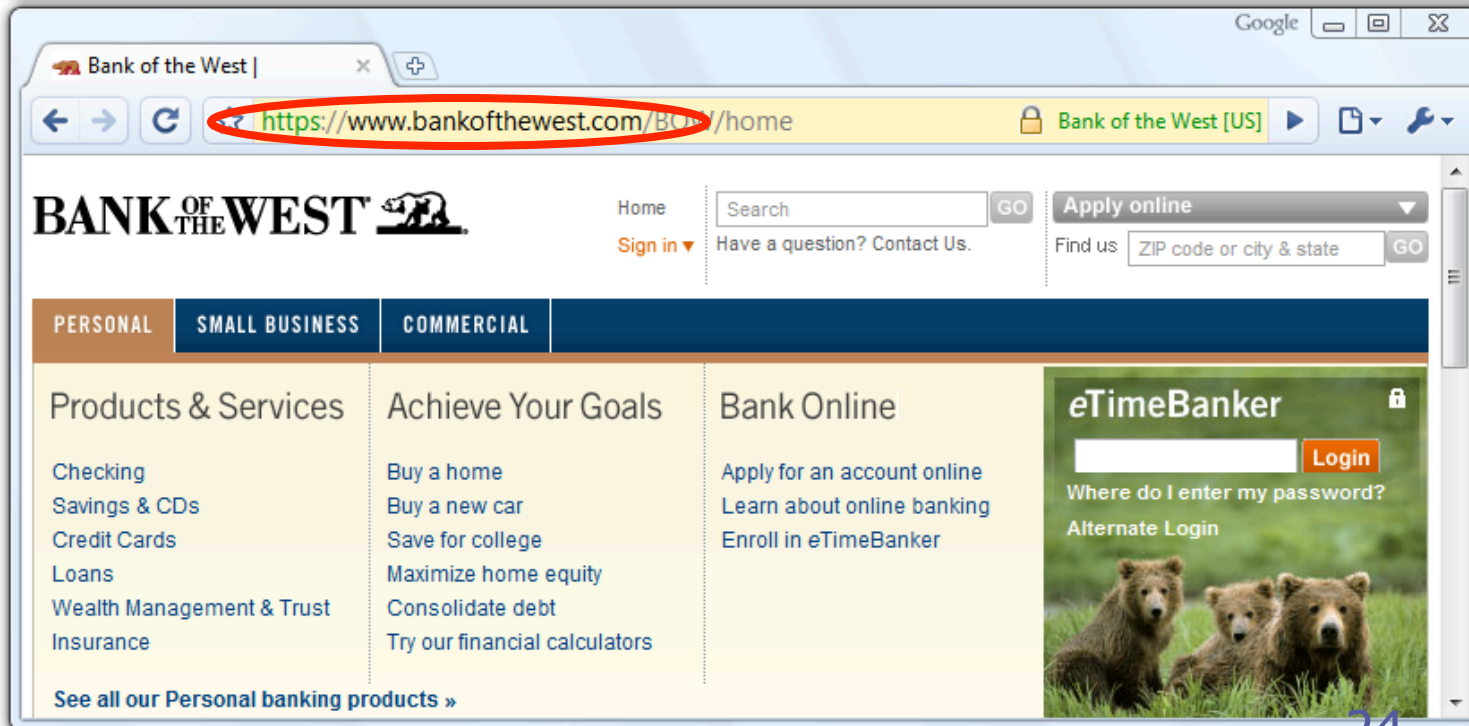 Google
Bank of the West |
https://www.bankofthewest.com/BOW/home
Bank of the West [US]
BANK OF THE WEST
Home
Search
GO
Apply online
Sign in ▼
Have a question? Contact Us.
Find us
ZIP code or city & state
GO
PERSONAL
SMALL BUSINESS
COMMERCIAL
Products & Services
Checking
Savings & CDs
Credit Cards
Loans
Wealth Management & Trust
Insurance
See all our Personal banking products »
Achieve Your Goals
Buy a home
Buy a new car
Save for college
Maximize home equity
Consolidate debt
Try our financial calculators
Bank Online
Apply for an account online
Learn about online banking
Enroll in eTimeBanker
eTimeBanker
Login
Where do I enter my password?
Alternate Login
24